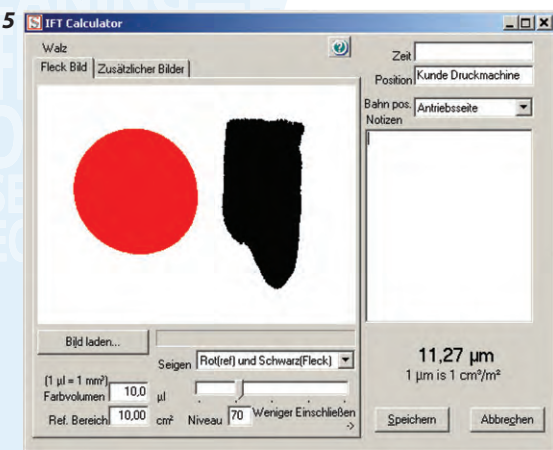 5
IFT Calculator
Walz
Fleck Bild
Zusätzlicher Bilder
Zeit
Position Kunde Druckmachine
Bahn pos. Antriebsseite
Notizen
Bild laden...
Seigen Rot(ref) und Schwarz(Fleck)
(1 µl = 1 mm³)
Farbvolumen 10,0 µl
Ref. Bereich 10,00 cm²
Niveau 70 Weniger Einschließen
->
11,27 µm
1 µm is 1 cm³/m²
Speichern
Abbrechen